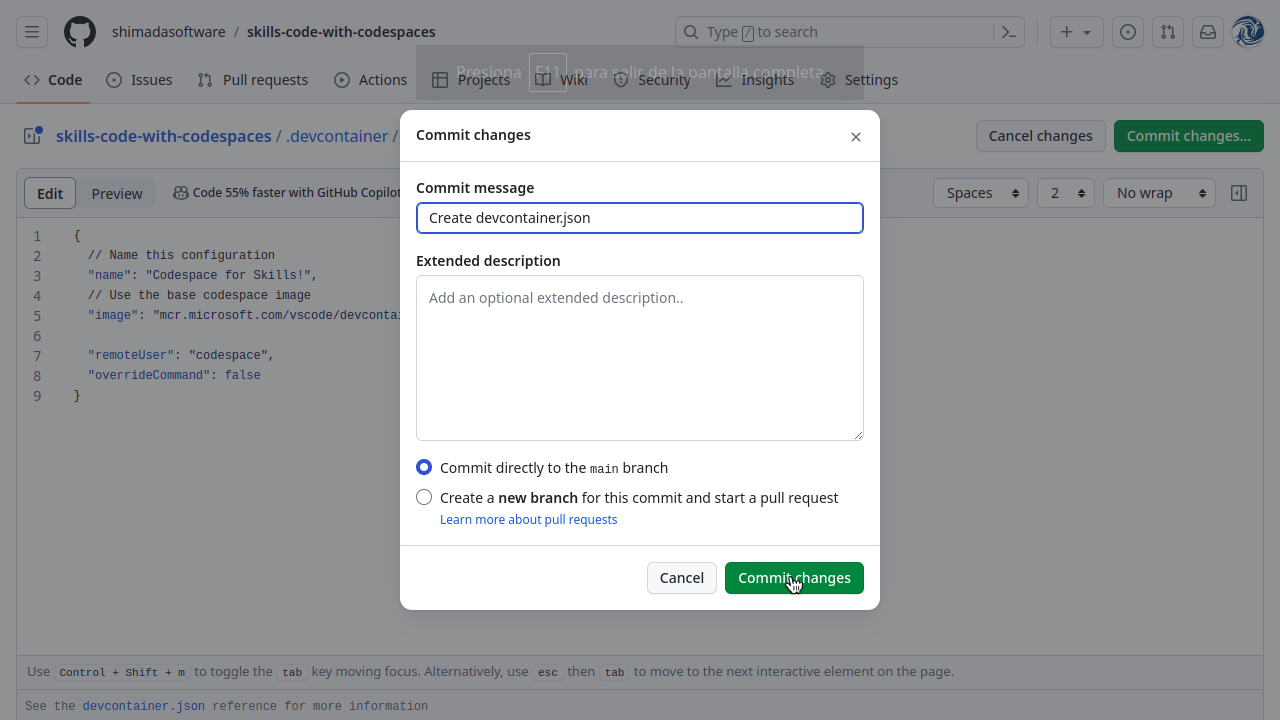 shimadasoftware / skills-code-with-codespaces
Type / to search
Code Issues Pull requests Actions Projects Wiki Security Insights Settings
Presiona F11 para salir de la pantalla completa
skills-code-with-codespaces / .devcontainer /
Cancel changes
Commit changes...
Edit
Preview
Code 55% faster with GitHub Copilot
Spaces
2
No wrap
1 {
2 // Name this configuration
3 "name": "Codespace for Skills!",
4 // Use the base codespace image
5 "image": "mcr.microsoft.com/vscode/devcontai
6
7 "remoteUser": "codespace",
8 "overrideCommand": false
9 }
Commit changes
Commit message
Create devcontainer.json
Extended description
Add an optional extended description..
Commit directly to the main branch
Create a new branch for this commit and start a pull request
Learn more about pull requests
Cancel
Commit changes
Use Control + Shift + m to toggle the tab key moving focus. Alternatively, use esc then tab to move to the next interactive element on the page.
See the devcontainer.json reference for more information